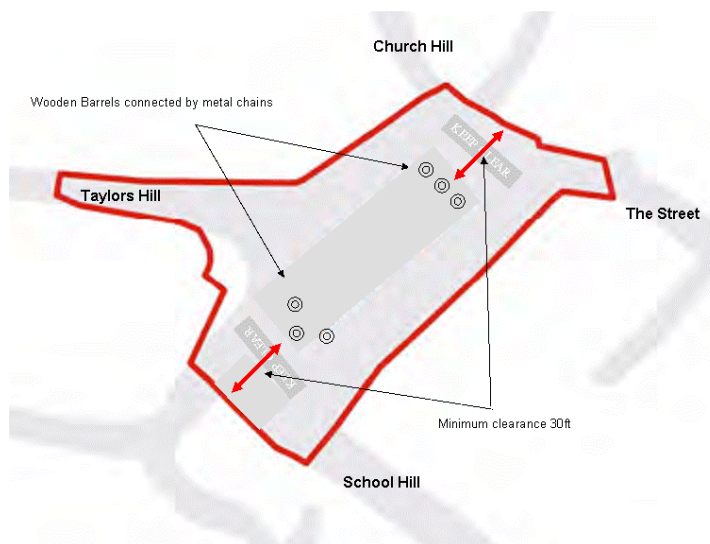 Church Hill
Wooden Barrels connected by metal chains
KEEP CLEAR
Taylors Hill
The Street
KEEP CLEAR
Minimum clearance 30ft
School Hill